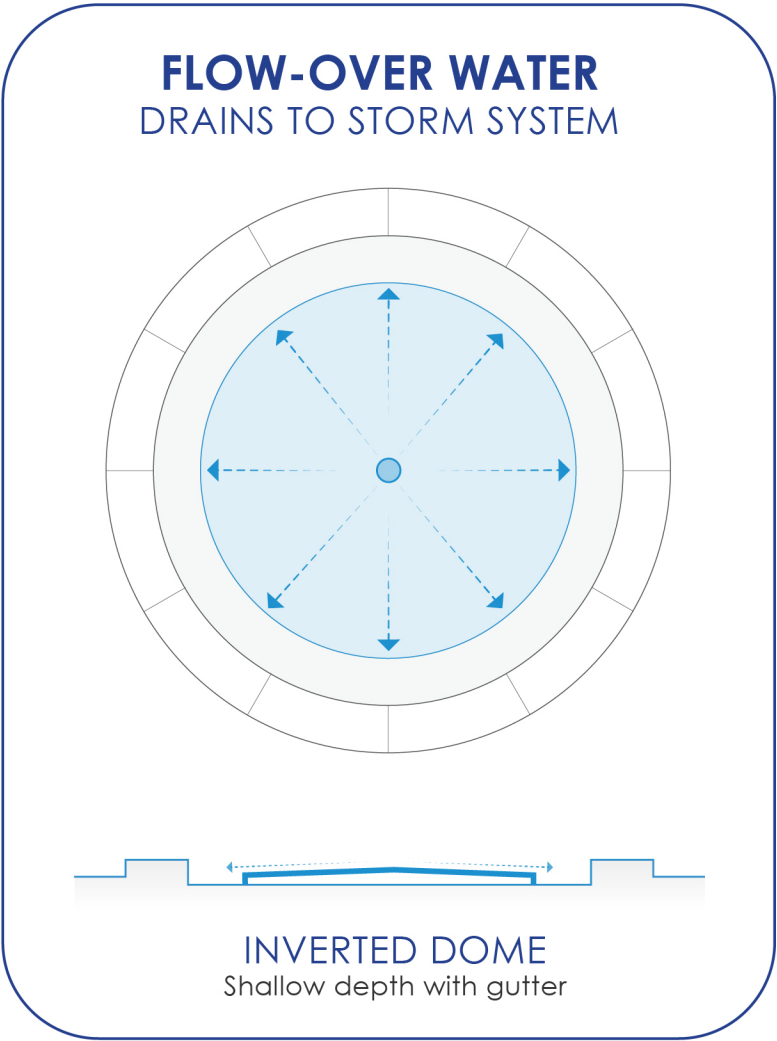 FLOW-OVER WATER
DRAINS TO STORM SYSTEM
INVERTED DOME
Shallow depth with gutter